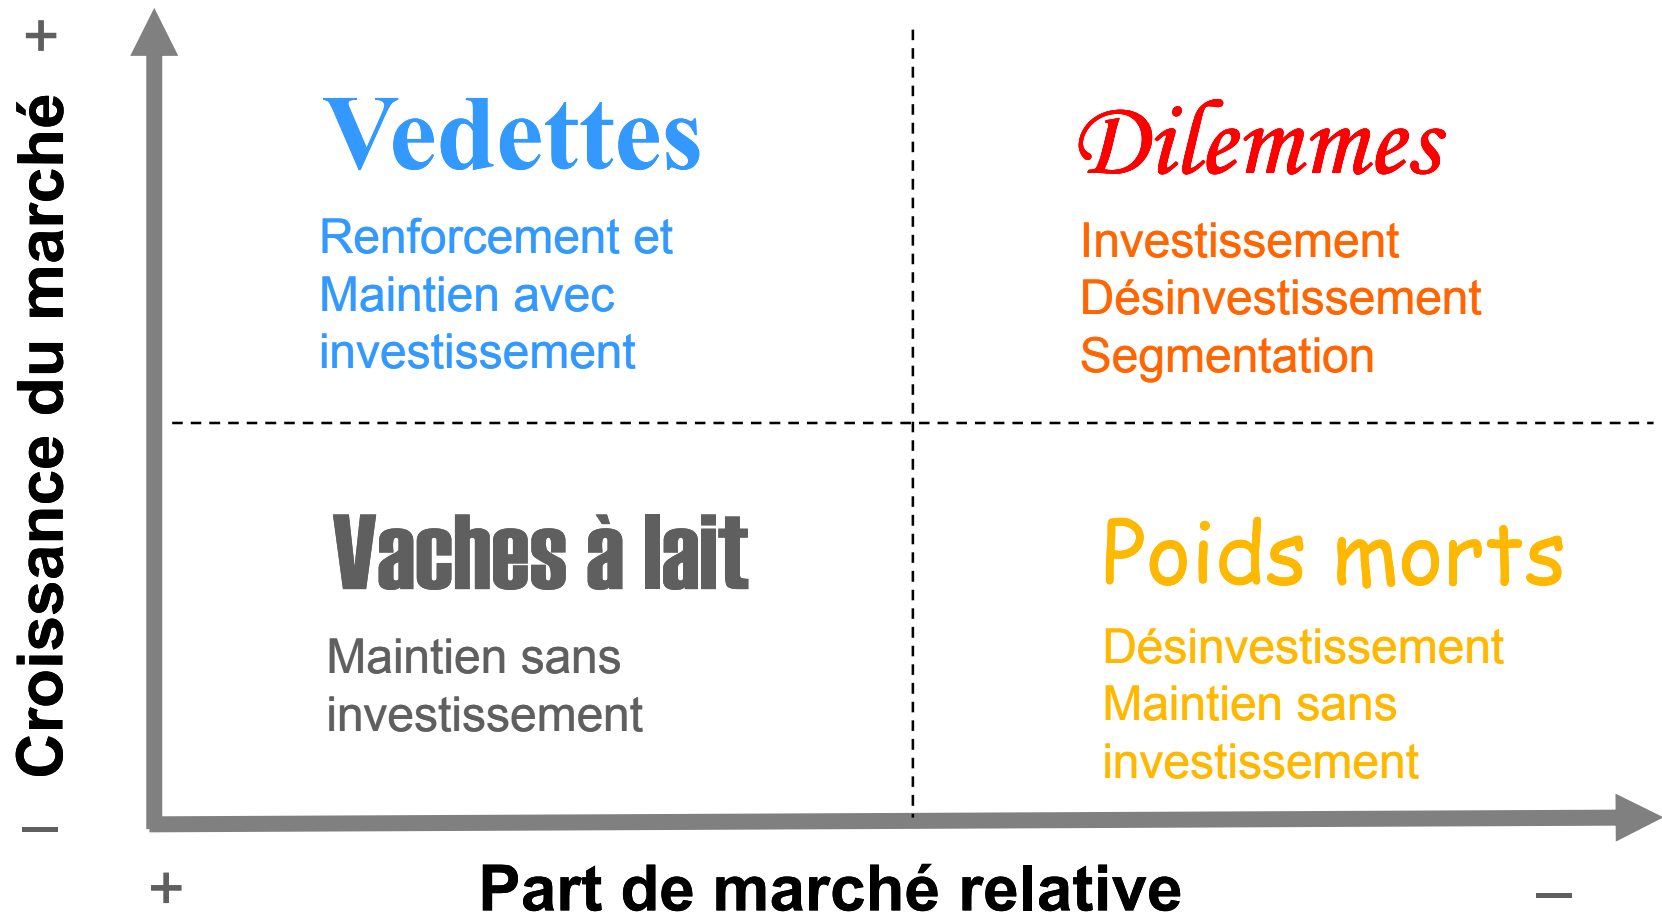 +
Croissance du marché
–
Vedettes
Renforcement et
Maintien avec
investissement
Dilemmes
Investissement
Désinvestissement
Segmentation
Vaches à lait
Maintien sans
investissement
Poids morts
Désinvestissement
Maintien sans
investissement
+
Part de marché relative
–